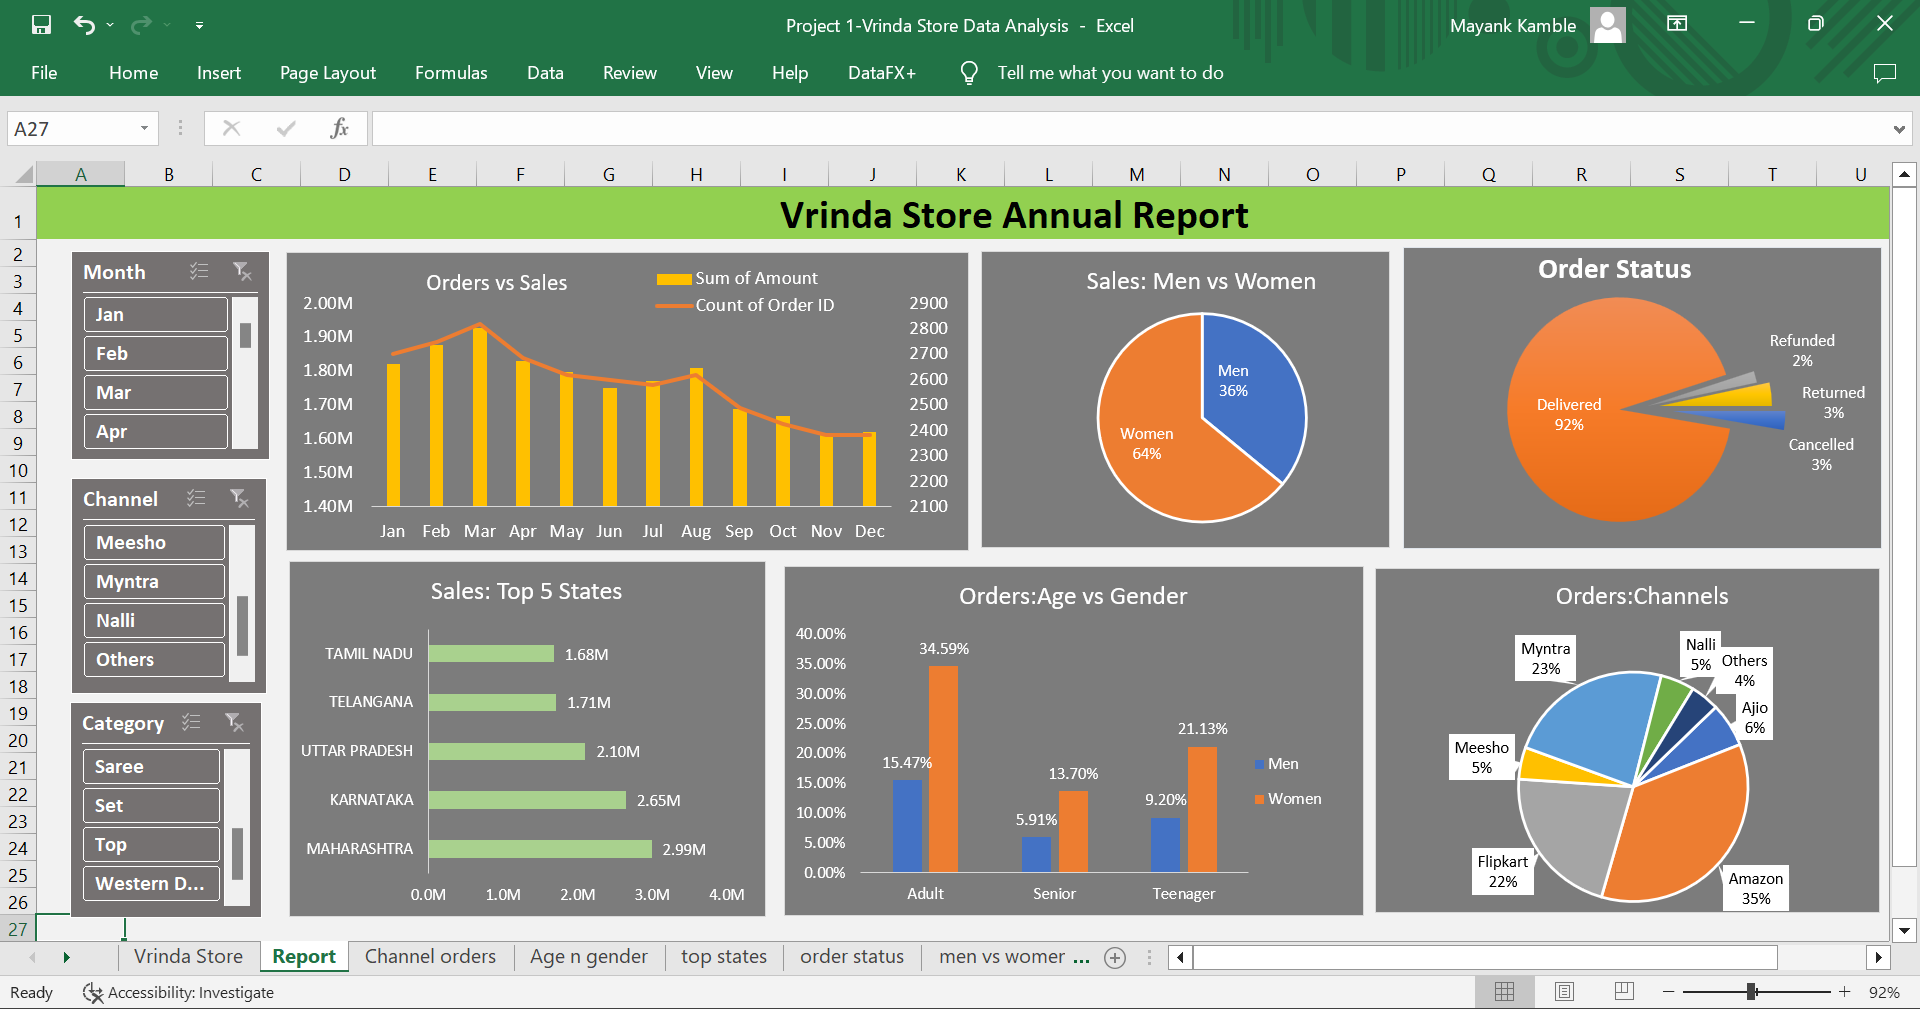 Project 1-Vrinda Store Data Analysis - Excel
Mayank Kamble
File Home Insert Page Layout Formulas Data Review View Help DataFX+ Tell me what you want to do
A27
fx
A B C D E F G H I J K L M N O P Q R S T U
1
2
3
4
5
6
7
8
9
10
11
12
13
14
15
16
17
18
19
20
21
22
23
24
25
26
27
Vrinda Store Annual Report
Month
Jan
Feb
Mar
Apr
Channel
Meesho
Myntra
Nalli
Others
Category
Saree
Set
Top
Western D...
Orders vs Sales
Sum of Amount
Count of Order ID
2.00M
1.90M
1.80M
1.70M
1.60M
1.50M
1.40M
2900
2800
2700
2600
2500
2400
2300
2200
2100
Jan Feb Mar Apr May Jun Jul Aug Sep Oct Nov Dec
Sales: Men vs Women
Men
36%
Women
64%
Order Status
Refunded
2%
Returned
3%
Delivered
92%
Cancelled
3%
Sales: Top 5 States
TAMIL NADU 1.68M
TELANGANA 1.71M
UTTAR PRADESH 2.10M
KARNATAKA 2.65M
MAHARASHTRA 2.99M
0.0M 1.0M 2.0M 3.0M 4.0M
Orders:Age vs Gender
40.00%
35.00%
30.00%
25.00%
20.00%
15.00%
10.00%
5.00%
0.00%
34.59%
15.47%
13.70%
5.91%
21.13%
9.20%
Adult Senior Teenager
Men
Women
Orders:Channels
Myntra
23%
Nalli
5%
Others
4%
Ajio
6%
Meesho
5%
Flipkart
22%
Amazon
35%
Vrinda Store Report Channel orders Age n gender top states order status men vs womer ...
Ready Accessibility: Investigate
92%